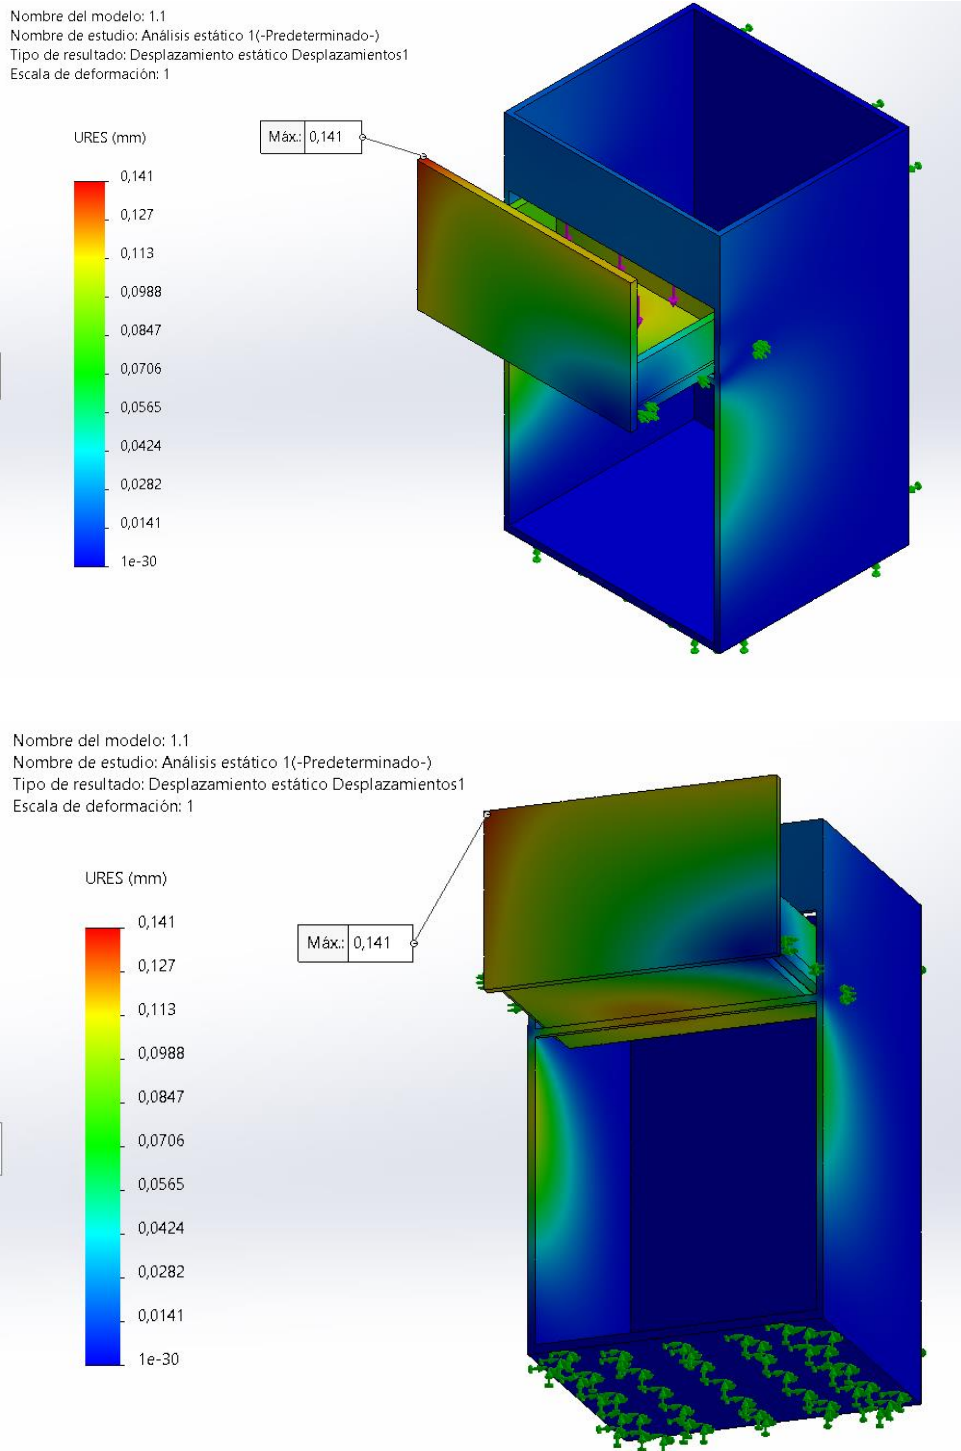 Nombre del modelo: 1.1
Nombre de estudio: Análisis estático 1(-Predeterminado-)
Tipo de resultado: Desplazamiento estático Desplazamientos1
Escala de deformación: 1
URES (mm)
Máx.: 0,141
0,141
0,127
0,113
0,0988
0,0847
0,0706
0,0565
0,0424
0,0282
0,0141
1e-30
Nombre del modelo: 1.1
Nombre de estudio: Análisis estático 1(-Predeterminado-)
Tipo de resultado: Desplazamiento estático Desplazamientos1
Escala de deformación: 1
URES (mm)
0,141
Máx.: 0,141
0,127
0,113
0,0988
0,0847
0,0706
0,0565
0,0424
0,0282
0,0141
1e-30